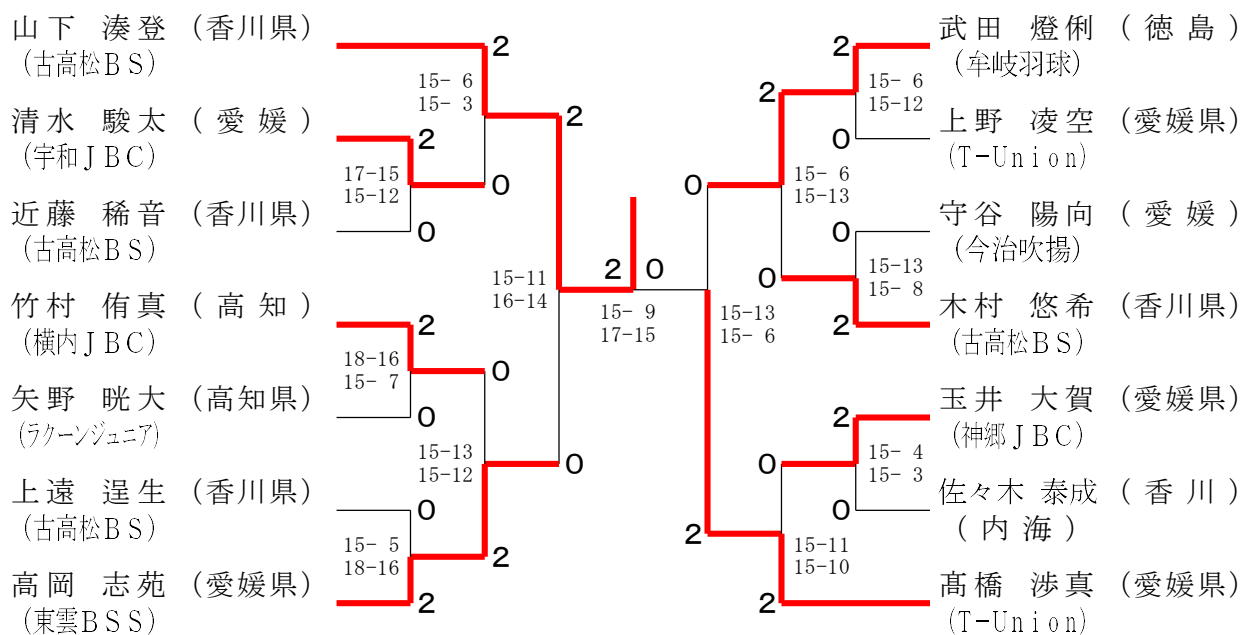 山下 湊登 (香川県)
(古高松ＢＳ)
清水 駿太 (愛媛)
(宇和ＪＢＣ)
近藤 稀音 (香川県)
(古高松ＢＳ)
竹村 侑真 (高知)
(横内ＪＢＣ)
矢野 晄大 (高知県)
(ラクーンジュニア)
上遠 逞生 (香川県)
(古高松ＢＳ)
高岡 志苑 (愛媛県)
(東雲ＢＳＳ)
2
15- 6
15- 3
0
2
17-15
15-12
0
2
15-11
16-14
0
2
18-16
15- 7
0
0
15-13
15-12
2
0
15- 5
18-16
2
2 0
15- 9
17-15
0
15-13
15- 6
2
2
15- 6
15-13
0
0
15-11
15-10
2
2
15- 6
15-12
0
0
15-13
15- 8
2
2
15- 4
15- 3
0
武田 燈俐 (徳島)
(牟岐羽球)
上野 凌空 (愛媛県)
(T-Union)
守谷 陽向 (愛媛)
(今治吹揚)
木村 悠希 (香川県)
(古高松ＢＳ)
玉井 大賀 (愛媛県)
(神郷ＪＢＣ)
佐々木 泰成 (香川)
(内海)
髙橋 渉真 (愛媛県)
(T-Union)